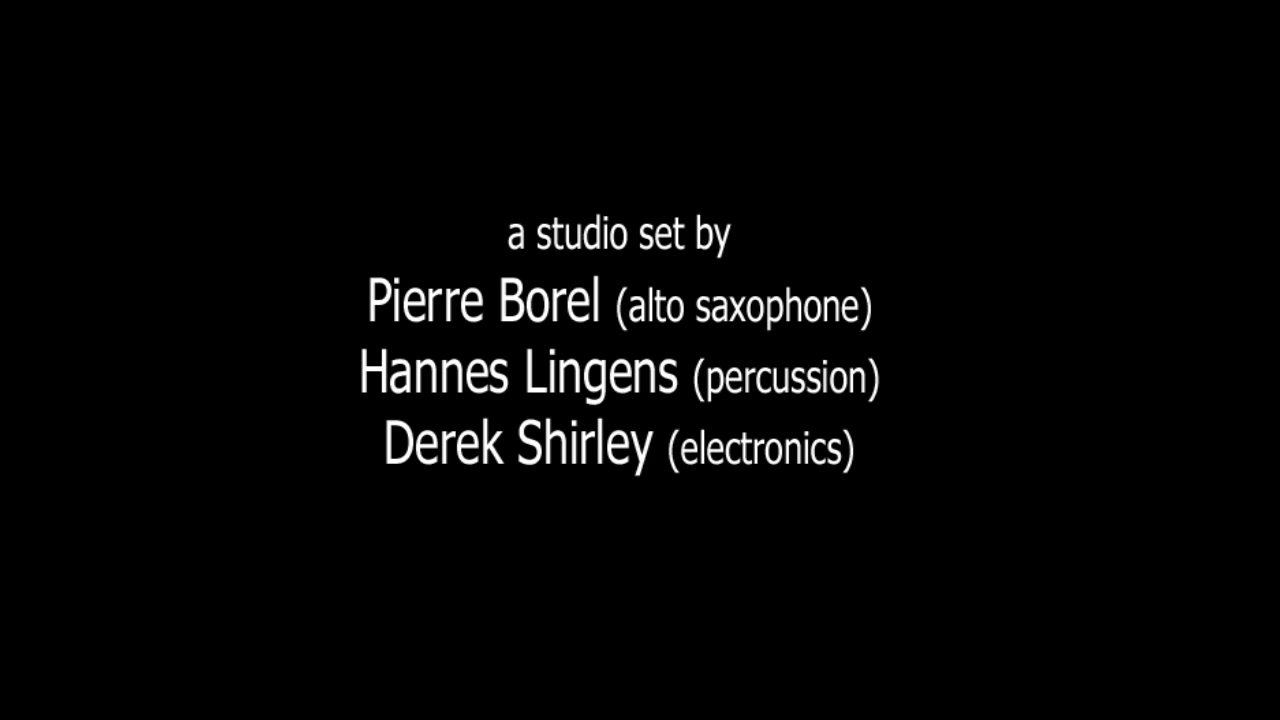 a studio set by
Pierre Borel (alto saxophone)
Hannes Lingens (percussion)
Derek Shirley (electronics)